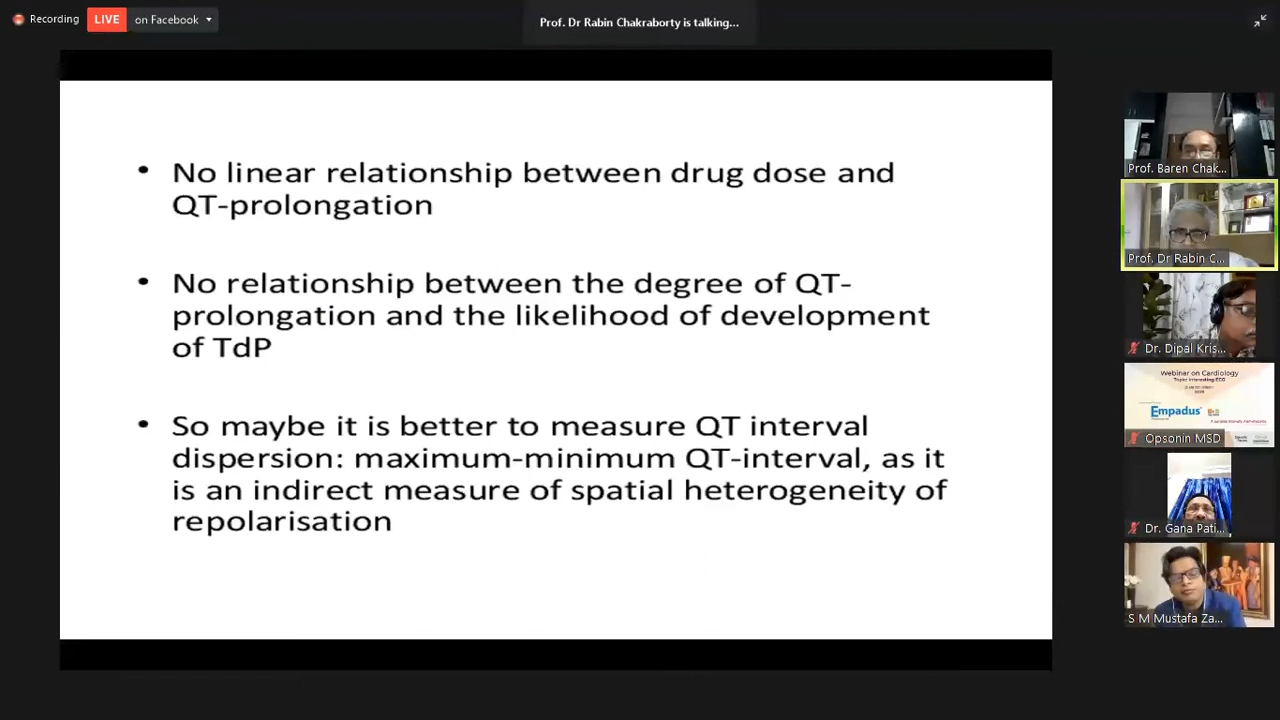 Recording
LIVE on Facebook
Prof. Dr Rabin Chakraborty is talking...
• No linear relationship between drug dose and
QT-prolongation
• No relationship between the degree of QT-
prolongation and the likelihood of development
of TdP
• So maybe it is better to measure QT interval
dispersion: maximum-minimum QT-interval, as it
is an indirect measure of spatial heterogeneity of
repolarisation
Prof. Baren Chak...
Prof. Dr Rabin C...
Dr. Dipal Kris...
Webinar on Cardiology
Topic: Interesting ECG
Empadus
Opsonin MSD
Dr. Gana Pati...
S M Mustafa Za...